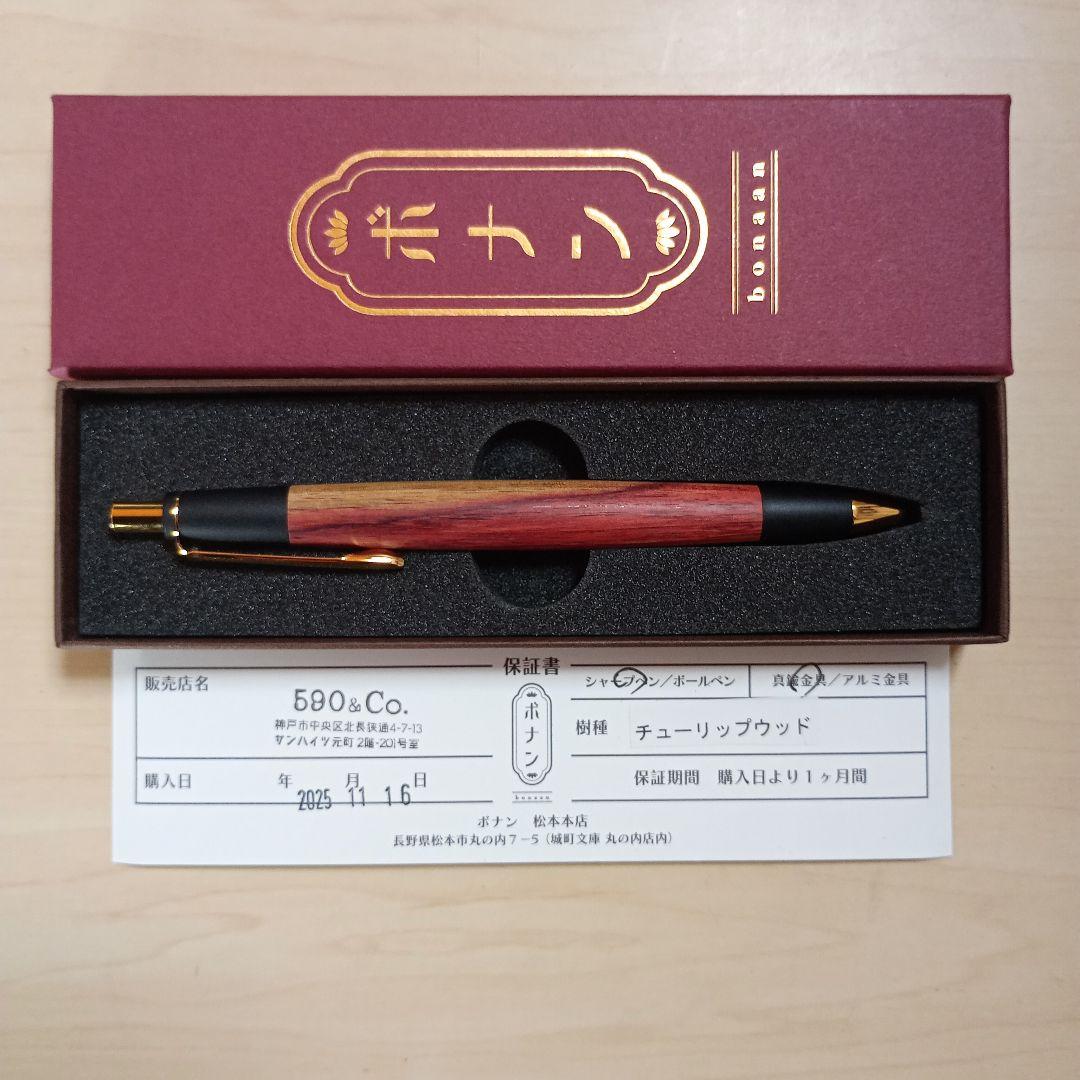 ボナン
bonaan
保証書
販売店名
590&Co.
神戸市中央区北長狭通4-7-13
サンハイツ元町 2階-201号室
購入日 年 月 日
2025 11 16
ボナン
bonaan
シャープペン/ボールペン
真鍮金具/アルミ金具
樹種 チューリップウッド
保証期間 購入日より1ヶ月間
ボナン 松本本店
長野県松本市丸の内7-5(城町文庫 丸の内店内)